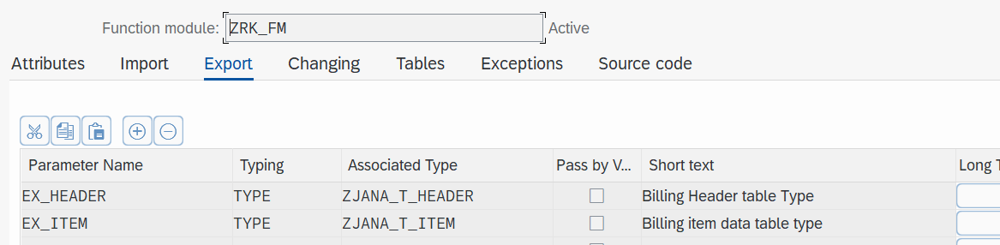 Function module: ZRK_FM Active
Attributes Import Export Changing Tables Exceptions Source code
Parameter Name Typing Associated Type Pass by V... Short text Long T
EX_HEADER TYPE ZJANA_T_HEADER Billing Header table Type
EX_ITEM TYPE ZJANA_T_ITEM Billing item data table type